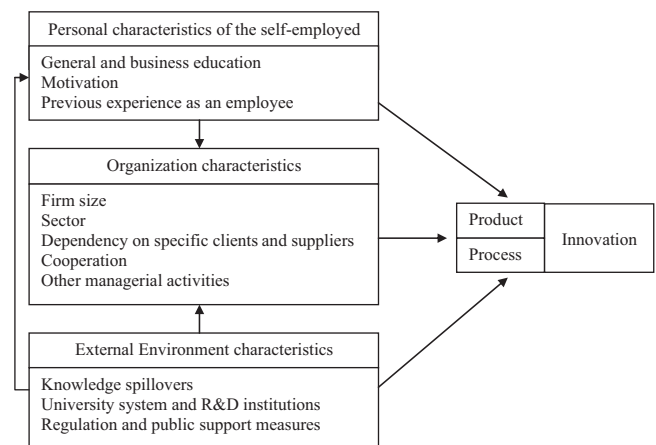 Personal characteristics of the self-employed
General and business education
Motivation
Previous experience as an employee
Organization characteristics
Firm size
Sector
Dependency on specific clients and suppliers
Cooperation
Other managerial activities
Product
Process
Innovation
External Environment characteristics
Knowledge spillovers
University system and R&D institutions
Regulation and public support measures